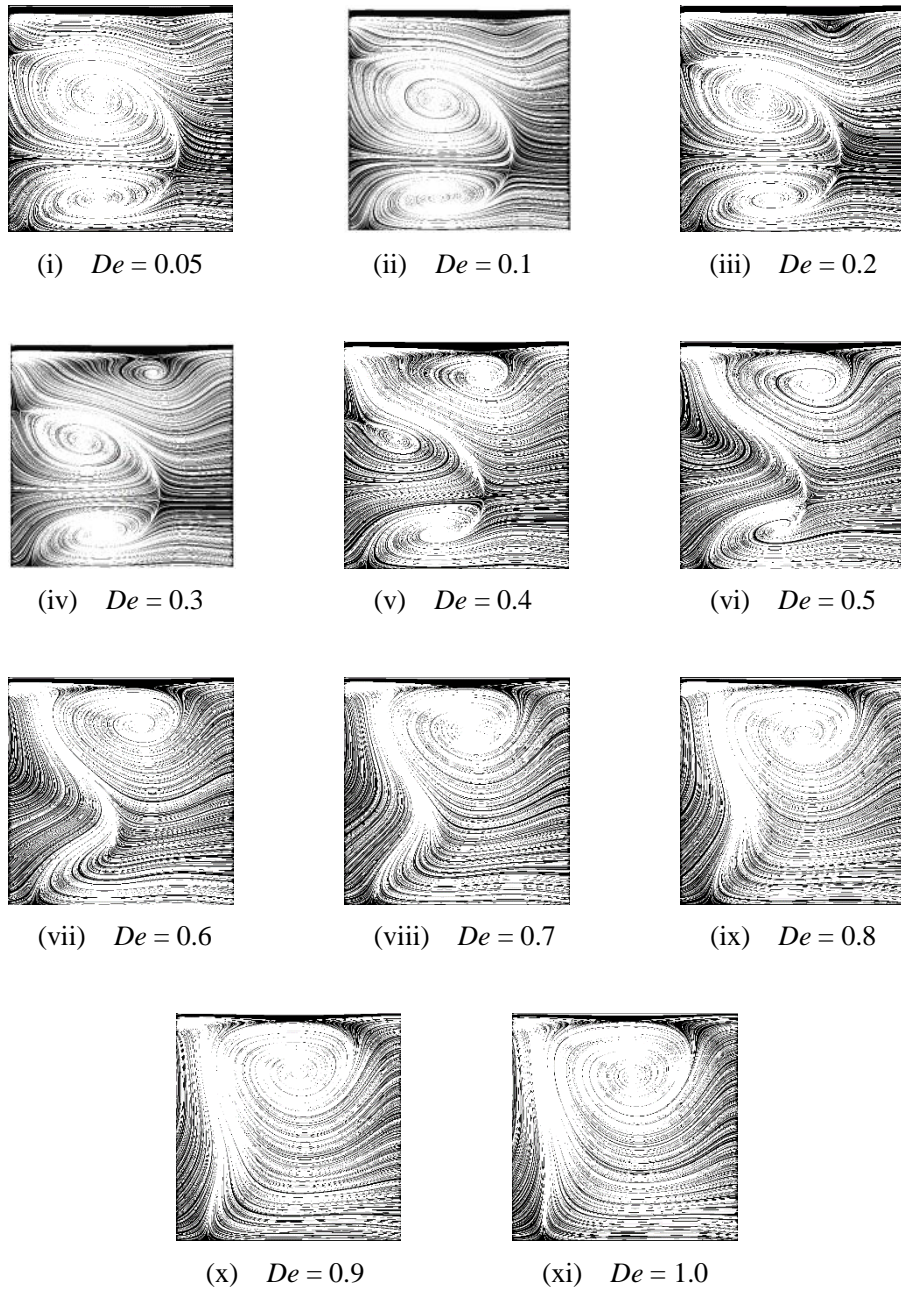 (i) De = 0.05
(ii) De = 0.1
(iii) De = 0.2
(iv) De = 0.3
(v) De = 0.4
(vi) De = 0.5
(vii) De = 0.6
(viii) De = 0.7
(ix) De = 0.8
(x) De = 0.9
(xi) De = 1.0